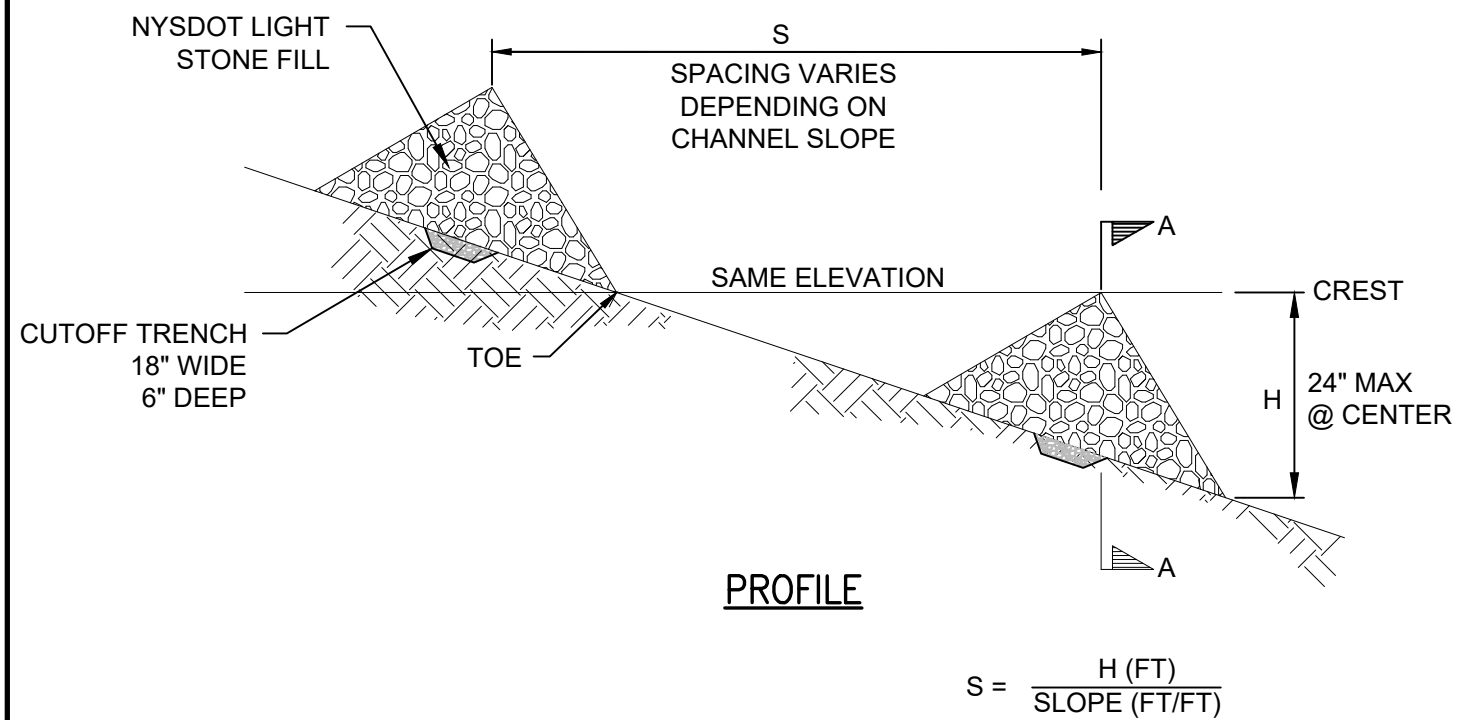 NYSDOT LIGHT
STONE FILL
S
SPACING VARIES
DEPENDING ON
CHANNEL SLOPE
A
SAME ELEVATION
CREST
CUTOFF TRENCH
18" WIDE
6" DEEP
TOE
H
24" MAX
@ CENTER
A
PROFILE
S = H (FT)
SLOPE (FT/FT)